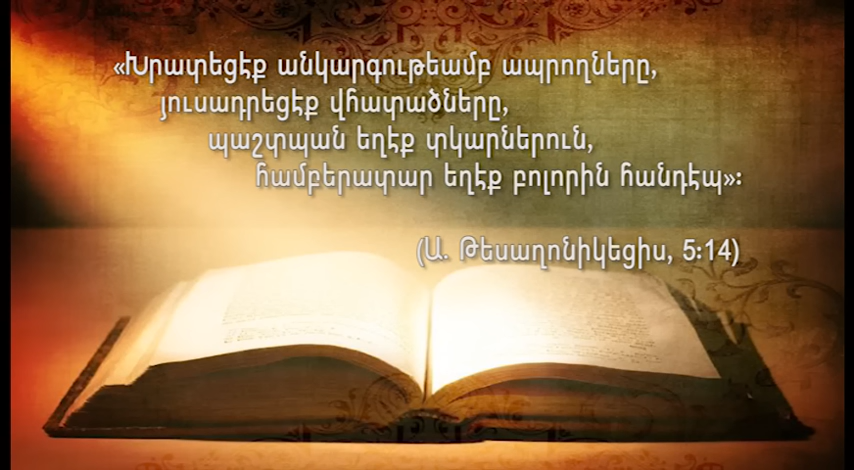 «Խրատեցէք անկարգութեամբ ապրողները,
յուսադրեցէք վհատածները,
պաշտպան եղէք տկարներուն,
համբերատար եղէք բոլորին հանդէպ»։
(Ա. Թեսաղոնիկեցիս, 5։14)